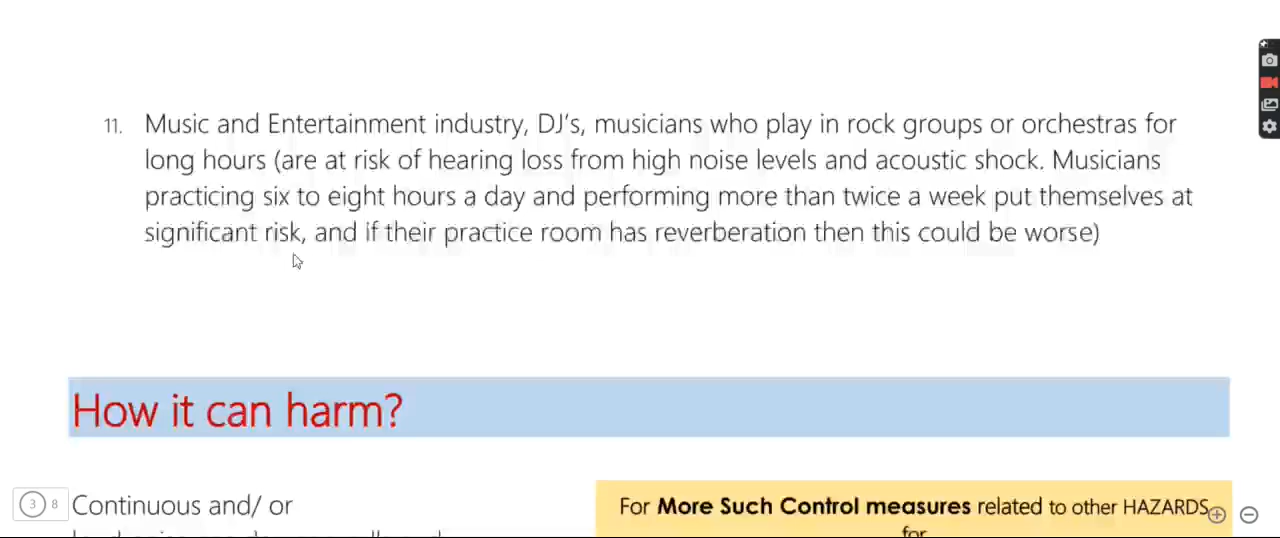 11. Music and Entertainment industry, DJ's, musicians who play in rock groups or orchestras for
long hours (are at risk of hearing loss from high noise levels and acoustic shock. Musicians
practicing six to eight hours a day and performing more than twice a week put themselves at
significant risk, and if their practice room has reverberation then this could be worse)
How it can harm?
3 8
Continuous and/ or
For More Such Control measures related to other HAZARDS
for